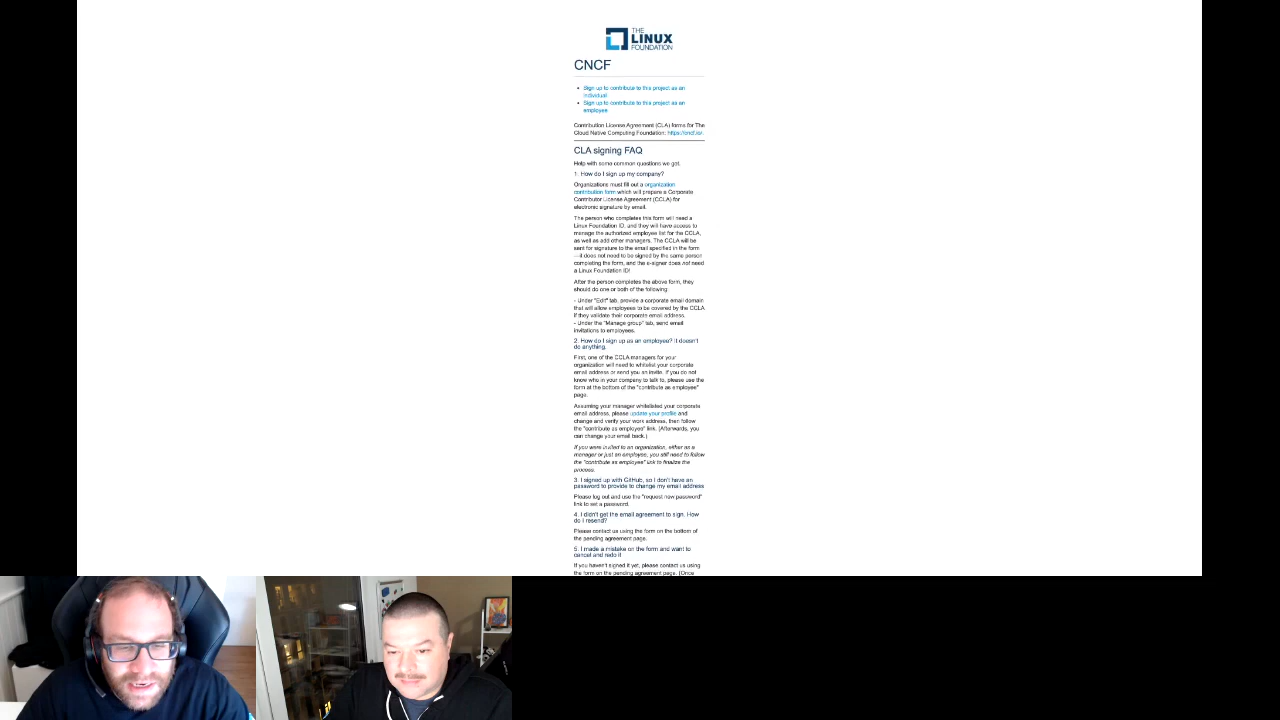 THE
LINUX
FOUNDATION
CNCF
Sign up to contribute to this project as an
individual
Sign up to contribute to this project as an
employee
Contribution License Agreement (CLA) forms for The
Cloud Native Computing Foundation: https://cncf.io/.
CLA signing FAQ
Help with some common questions we get.
1. How do I sign up my company?
Organizations must fill out a organization
contribution form which will prepare a Corporate
Contributor License Agreement (CCLA) for
electronic signature by email.
The person who completes this form will need a
Linux Foundation ID, and they will have access to
manage the authorized employee list for the CCLA,
as well as add other managers. The CCLA will be
sent for signature to the email specified in the form
—it does not need to be signed by the same person
completing the form, and the e-signer does not need
a Linux Foundation ID!
After the person completes the above form, they
should do one or both of the following:
- Under "Edit" tab, provide a corporate email domain
that will allow employees to be covered by the CCLA
if they validate their corporate email address.
- Under the "Manage group" tab, send email
invitations to employees.
2. How do I sign up as an employee? It doesn't
do anything.
First, one of the CCLA managers for your
organization will need to whitelist your corporate
email address or send you an invite. If you do not
know who in your company to talk to, please use the
form at the bottom of the "contribute as employee"
page.
Assuming your manager whitelisted your corporate
email address, please update your profile and
change and verify your work address, then follow
the "contribute as employee" link. (Afterwards, you
can change your email back.)
If you were invited to an organization, either as a
manager or just an employee, you still need to follow
the "contribute as employee" link to finalize the
process.
3. I signed up with GitHub, so I don't have an
password to provide to change my email address
Please log out and use the "request new password"
link to set a password.
4. I didn't get the email agreement to sign. How
do I resend?
Please contact us using the form on the bottom of
the pending agreement page.
5. I made a mistake on the form and want to
cancel and redo it
If you haven't signed it yet, please contact us using
the form on the pending agreement page. (Once